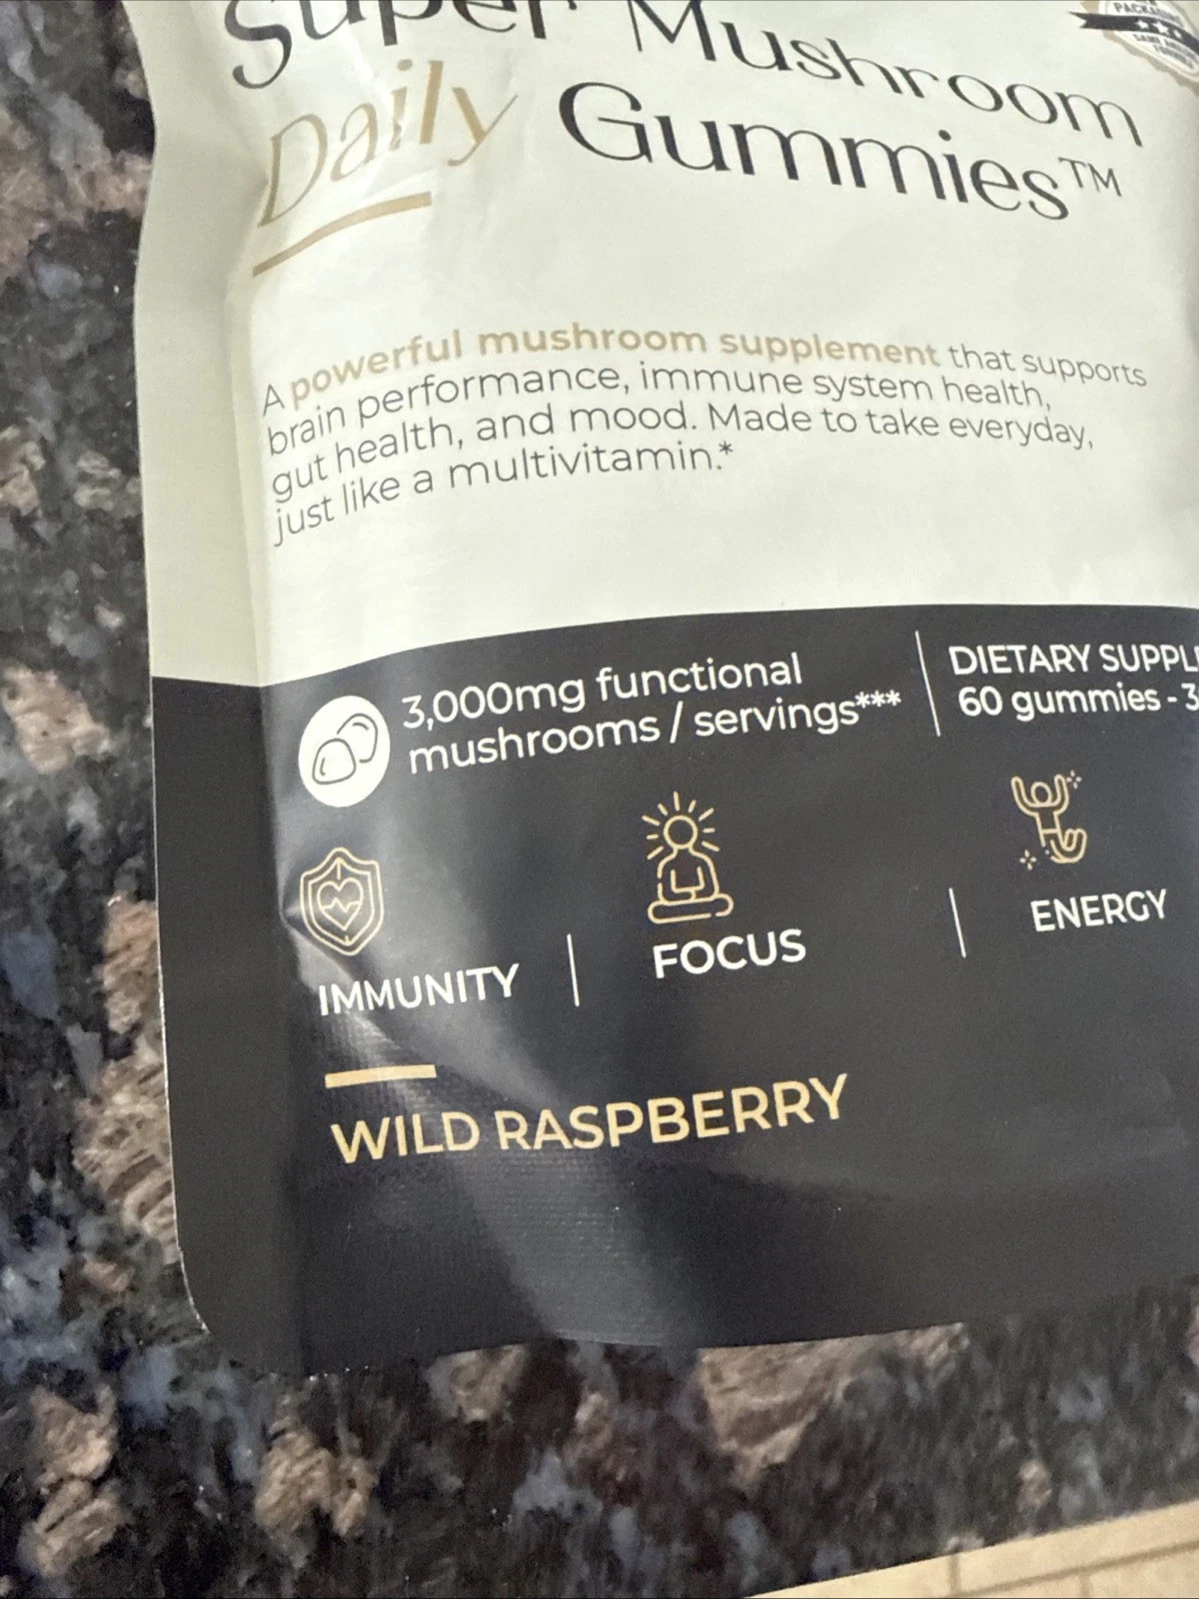 Super Mushroom
Daily Gummies™
A powerful mushroom supplement that supports
brain performance, immune system health,
gut health, and mood. Made to take everyday,
just like a multivitamin.*
3,000mg functional
mushrooms / servings***
DIETARY SUPPL
60 gummies - 3
IMMUNITY
FOCUS
ENERGY
WILD RASPBERRY